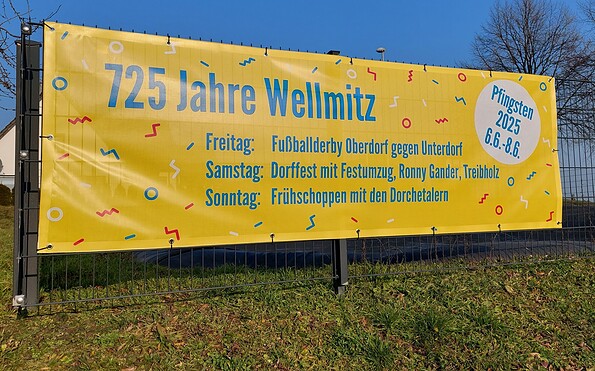 725 Jahre Wellmitz
Pfingsten
2025
6.6.-8.6.
Freitag: Fußballderby Oberdorf gegen Unterdorf
Samstag: Dorffest mit Festumzug, Ronny Gander, Treibholz
Sonntag: Frühschoppen mit den Dorchetalern